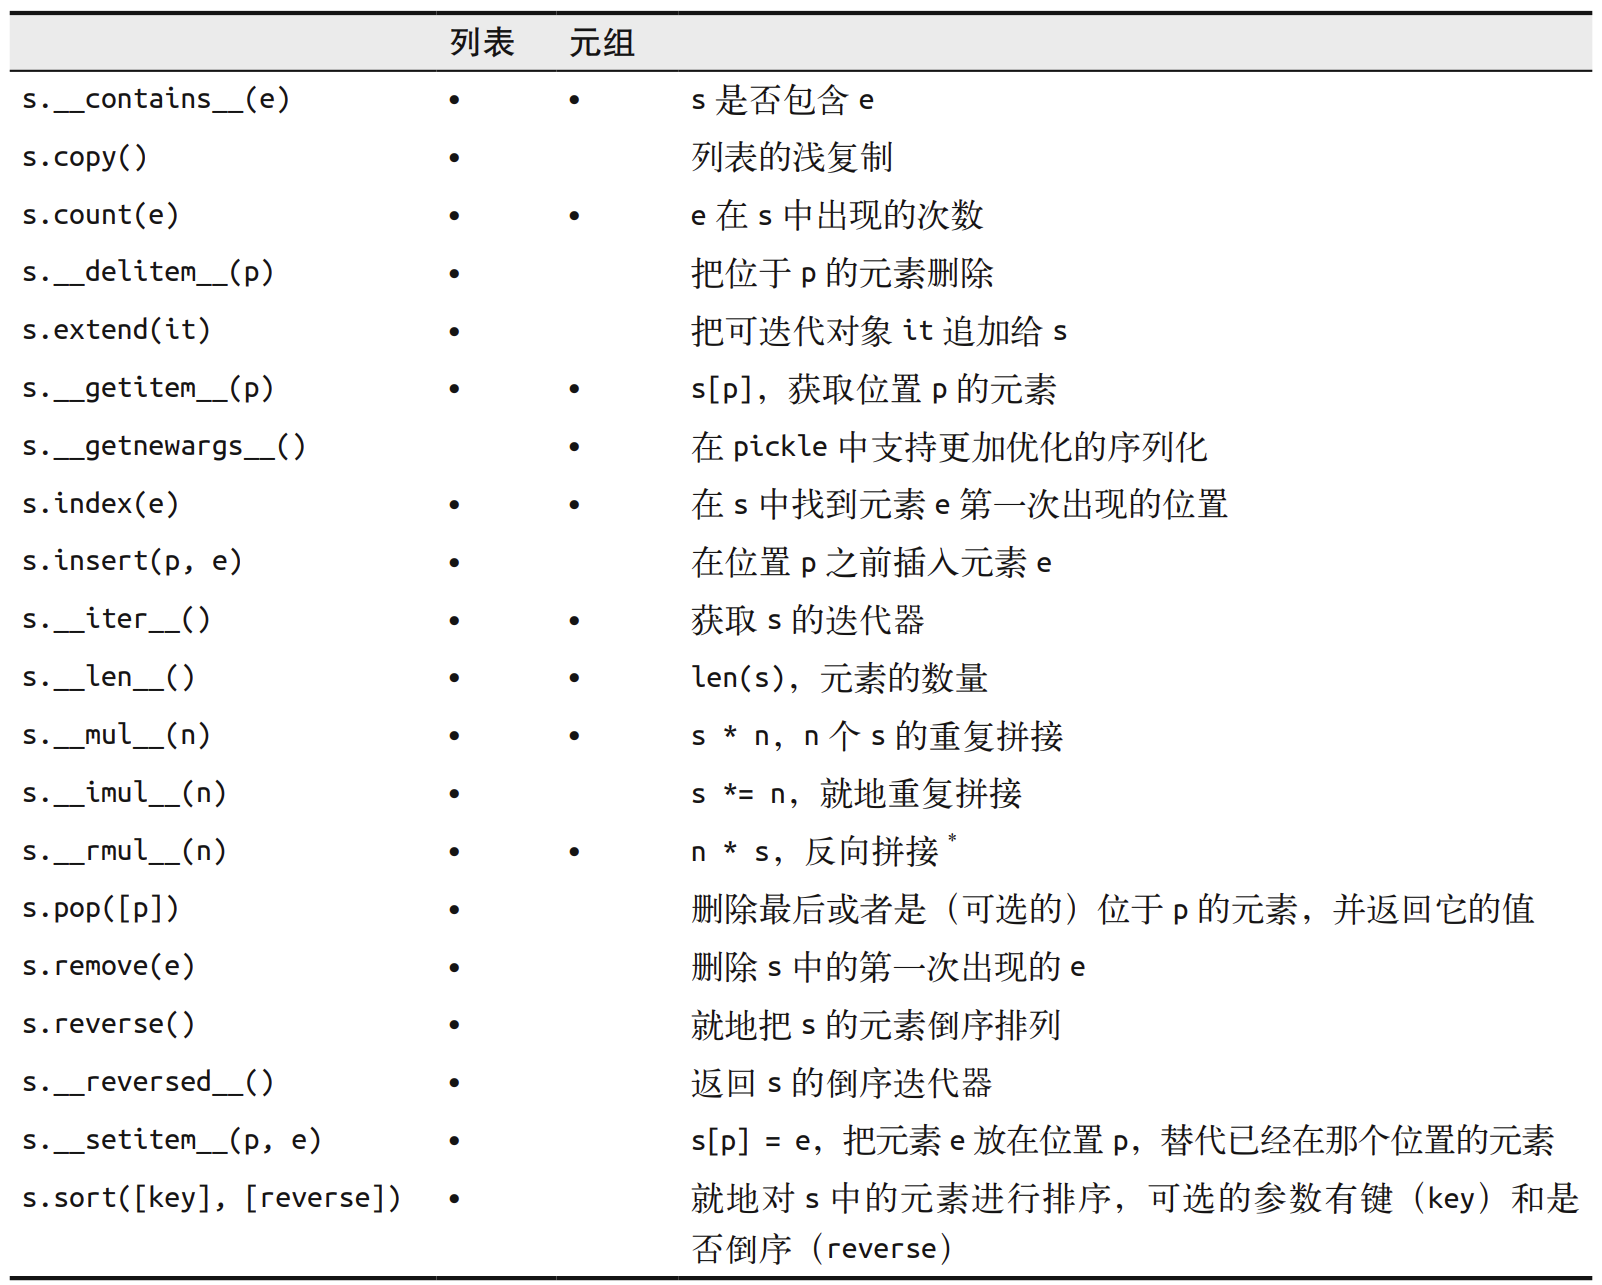 列表 元组
s.__contains__(e) • • s 是否包含 e
s.copy() • 列表的浅复制
s.count(e) • • e 在 s 中出现的次数
s.__delitem__(p) • 把位于 p 的元素删除
s.extend(it) • 把可迭代对象 it 追加给 s
s.__getitem__(p) • • s[p]，获取位置 p 的元素
s.__getnewargs__() • 在 pickle 中支持更加优化的序列化
s.index(e) • • 在 s 中找到元素 e 第一次出现的位置
s.insert(p, e) • 在位置 p 之前插入元素 e
s.__iter__() • • 获取 s 的迭代器
s.__len__() • • len(s)，元素的数量
s.__mul__(n) • • s * n，n 个 s 的重复拼接
s.__imul__(n) • s *= n，就地重复拼接
s.__rmul__(n) • • n * s，反向拼接 *
s.pop([p]) • 删除最后或者是（可选的）位于 p 的元素，并返回它的值
s.remove(e) • 删除 s 中的第一次出现的 e
s.reverse() • 就地把 s 的元素倒序排列
s.__reversed__() • 返回 s 的倒序迭代器
s.__setitem__(p, e) • s[p] = e，把元素 e 放在位置 p，替代已经在那个位置的元素
s.sort([key], [reverse]) • 就地对 s 中的元素进行排序，可选的参数有键（key）和是
否倒序（reverse）